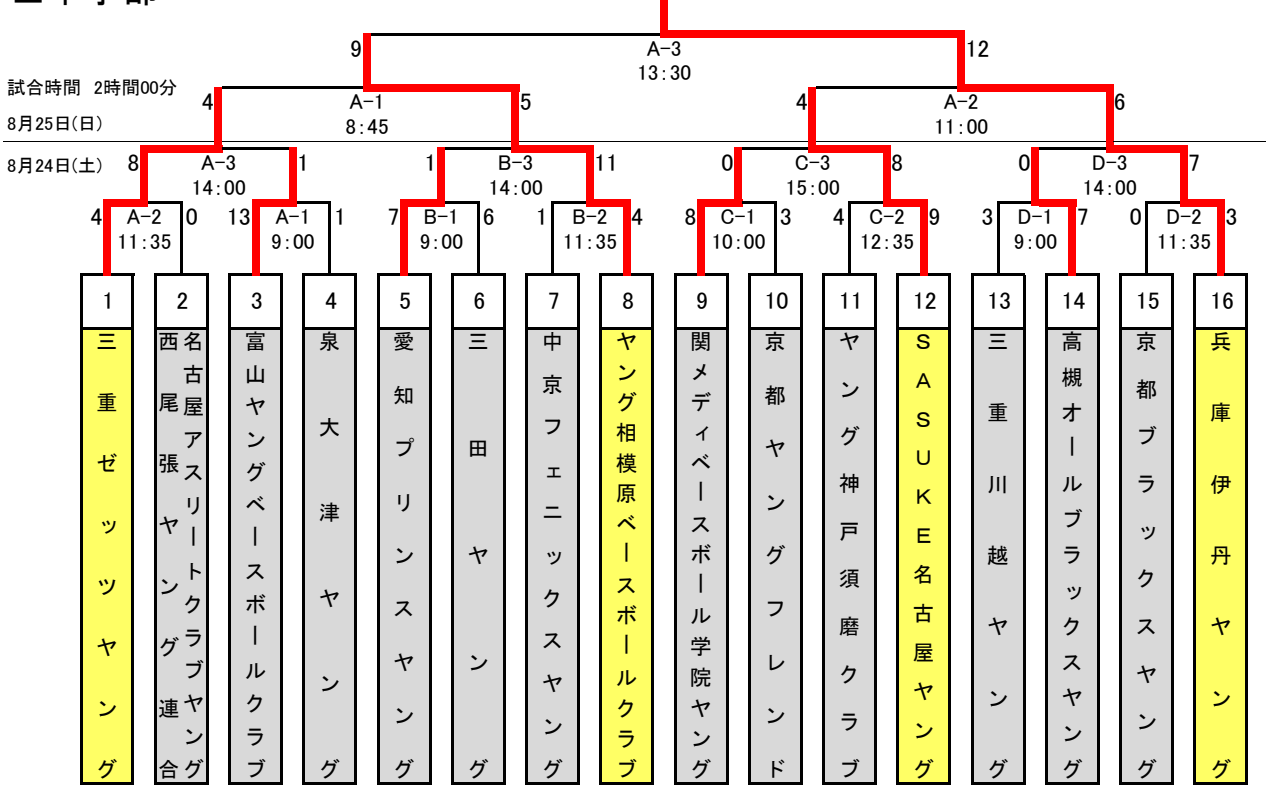 9 A-3 12
13:30
試合時間 2時間00分
4 A-1 5 4 A-2 6
8月25日(日) 8:45 11:00
8月24日(土) 8 A-3 1 1 B-3 11 0 C-3 8 0 D-3 7
14:00 14:00 15:00 14:00
4 A-2 0 13 A-1 1 7 B-1 6 1 B-2 4 8 C-1 3 4 C-2 9 3 D-1 7 0 D-2 3
11:35 9:00 9:00 11:35 10:00 12:35 9:00 11:35
1 2 3 4 5 6 7 8 9 10 11 12 13 14 15 16
三重ゼッツヤング
名古屋アスリートクラブヤング
西尾張ヤング連合
富山ヤングベースボールクラブ
泉大津ヤング
愛知プリンスヤング
三田ヤング
中京フェニックスヤング
ヤング相模原ベースボールクラブ
関メディベースボール学院ヤング
京都ヤングフレンド
ヤング神戸須磨クラブ
SASUKE名古屋ヤング
三重川越ヤング
高槻オールブラックスヤング
京都ブラックスヤング
兵庫伊丹ヤング